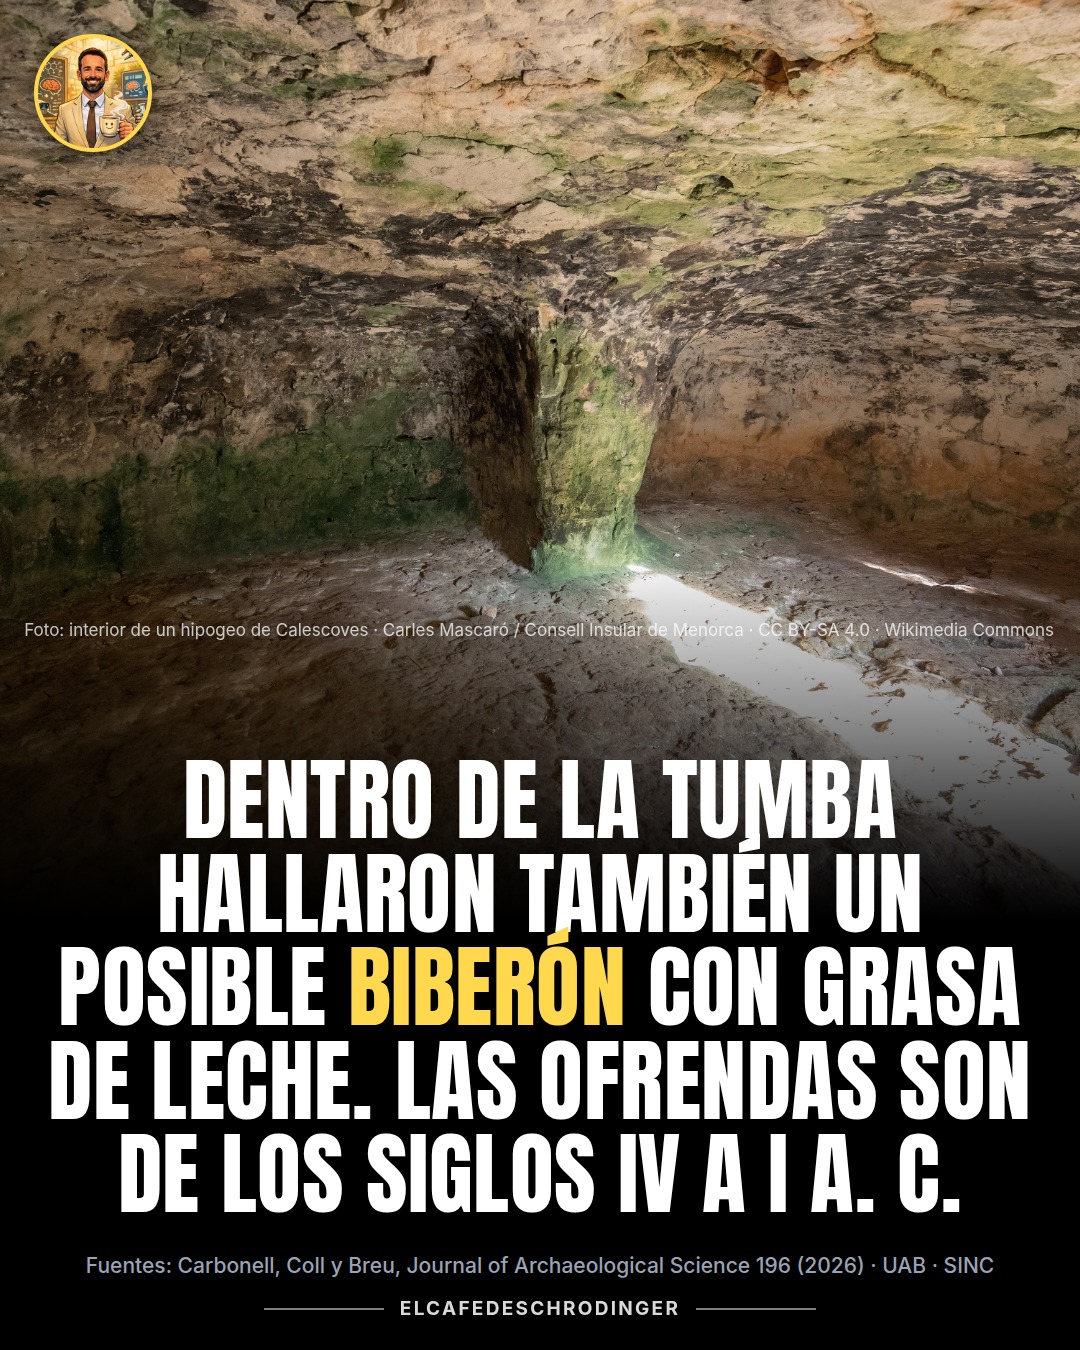 Foto: interior de un hipogeo de Calescoves · Carles Mascaró / Consell Insular de Menorca · CC BY-SA 4.0 · Wikimedia Commons
DENTRO DE LA TUMBA
HALLARON TAMBIÉN UN
POSIBLE BIBERÓN CON GRASA
DE LECHE. LAS OFRENDAS SON
DE LOS SIGLOS IV A I A. C.
Fuentes: Carbonell, Coll y Breu, Journal of Archaeological Science 196 (2026) · UAB · SINC
ELCAFEDESCHRODINGER